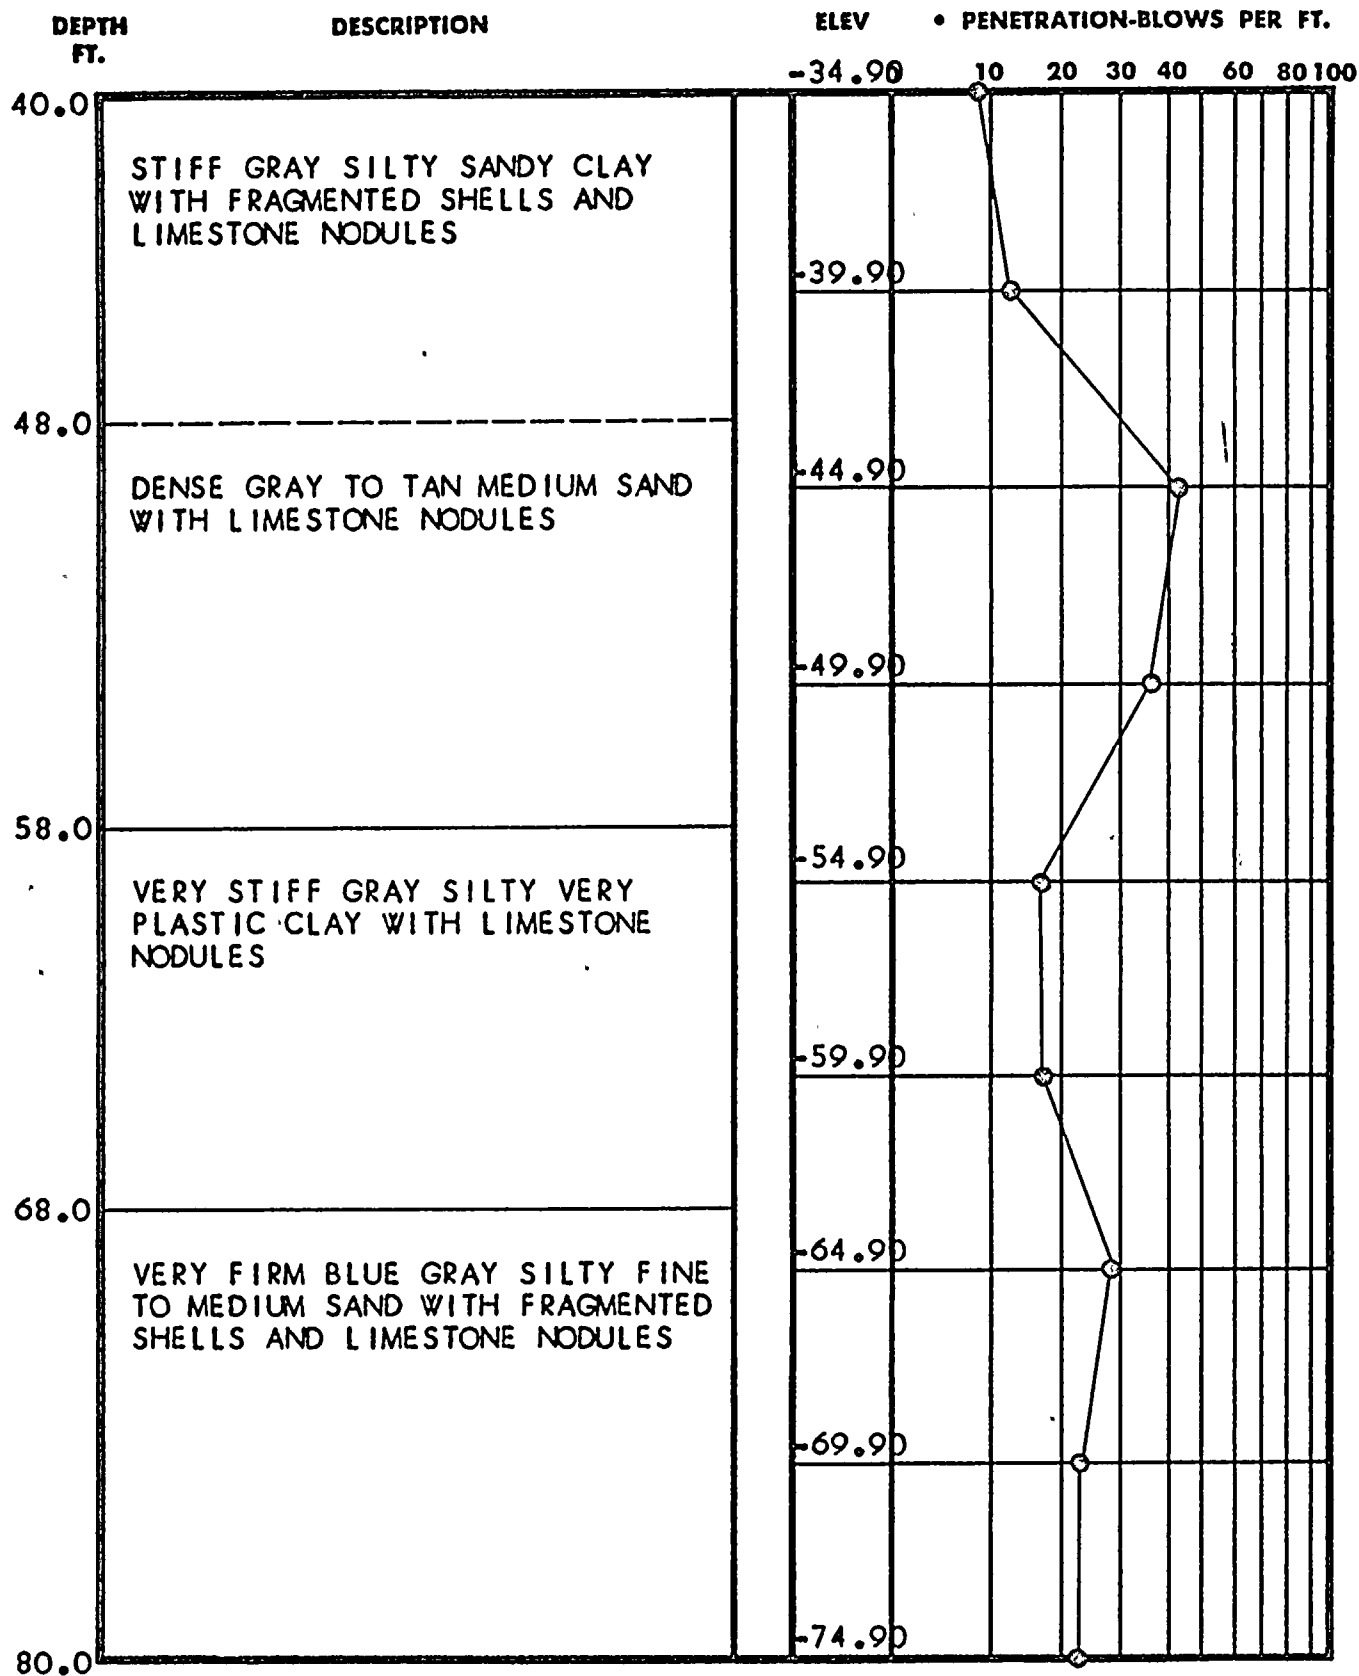 DEPTH FT. DESCRIPTION ELEV • PENETRATION-BLOWS PER FT.
-34.90 10 20 30 40 60 80 100
40.0
STIFF GRAY SILTY SANDY CLAY
WITH FRAGMENTED SHELLS AND
LIMESTONE NODULES
-39.90
48.0
-44.90
DENSE GRAY TO TAN MEDIUM SAND
WITH LIMESTONE NODULES
-49.90
58.0
-54.90
VERY STIFF GRAY SILTY VERY
PLASTIC CLAY WITH LIMESTONE
NODULES
-59.90
68.0
-64.90
VERY FIRM BLUE GRAY SILTY FINE
TO MEDIUM SAND WITH FRAGMENTED
SHELLS AND LIMESTONE NODULES
-69.90
-74.90
80.0